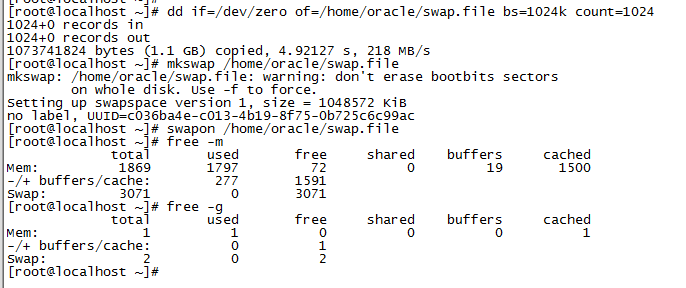 [root@localhost ~]# dd if=/dev/zero of=/home/oracle/swap.file bs=1024k count=1024
1024+0 records in
1024+0 records out
1073741824 bytes (1.1 GB) copied, 4.92127 s, 218 MB/s
[root@localhost ~]# mkswap /home/oracle/swap.file
mkswap: /home/oracle/swap.file: warning: don't erase bootbits sectors
        on whole disk. Use -f to force.
Setting up swapspace version 1, size = 1048572 KiB
no label, UUID=c036ba4e-c013-4b19-8f75-0b725c6c99ac
[root@localhost ~]# swapon /home/oracle/swap.file
[root@localhost ~]# free -m
             total       used       free     shared    buffers     cached
Mem:          1869       1797         72          0         19       1500
-/+ buffers/cache:        277       1591
Swap:         3071          0       3071
[root@localhost ~]# free -g
             total       used       free     shared    buffers     cached
Mem:             1          1          0          0          0          1
-/+ buffers/cache:          0          1
Swap:            2          0          2
[root@localhost ~]#